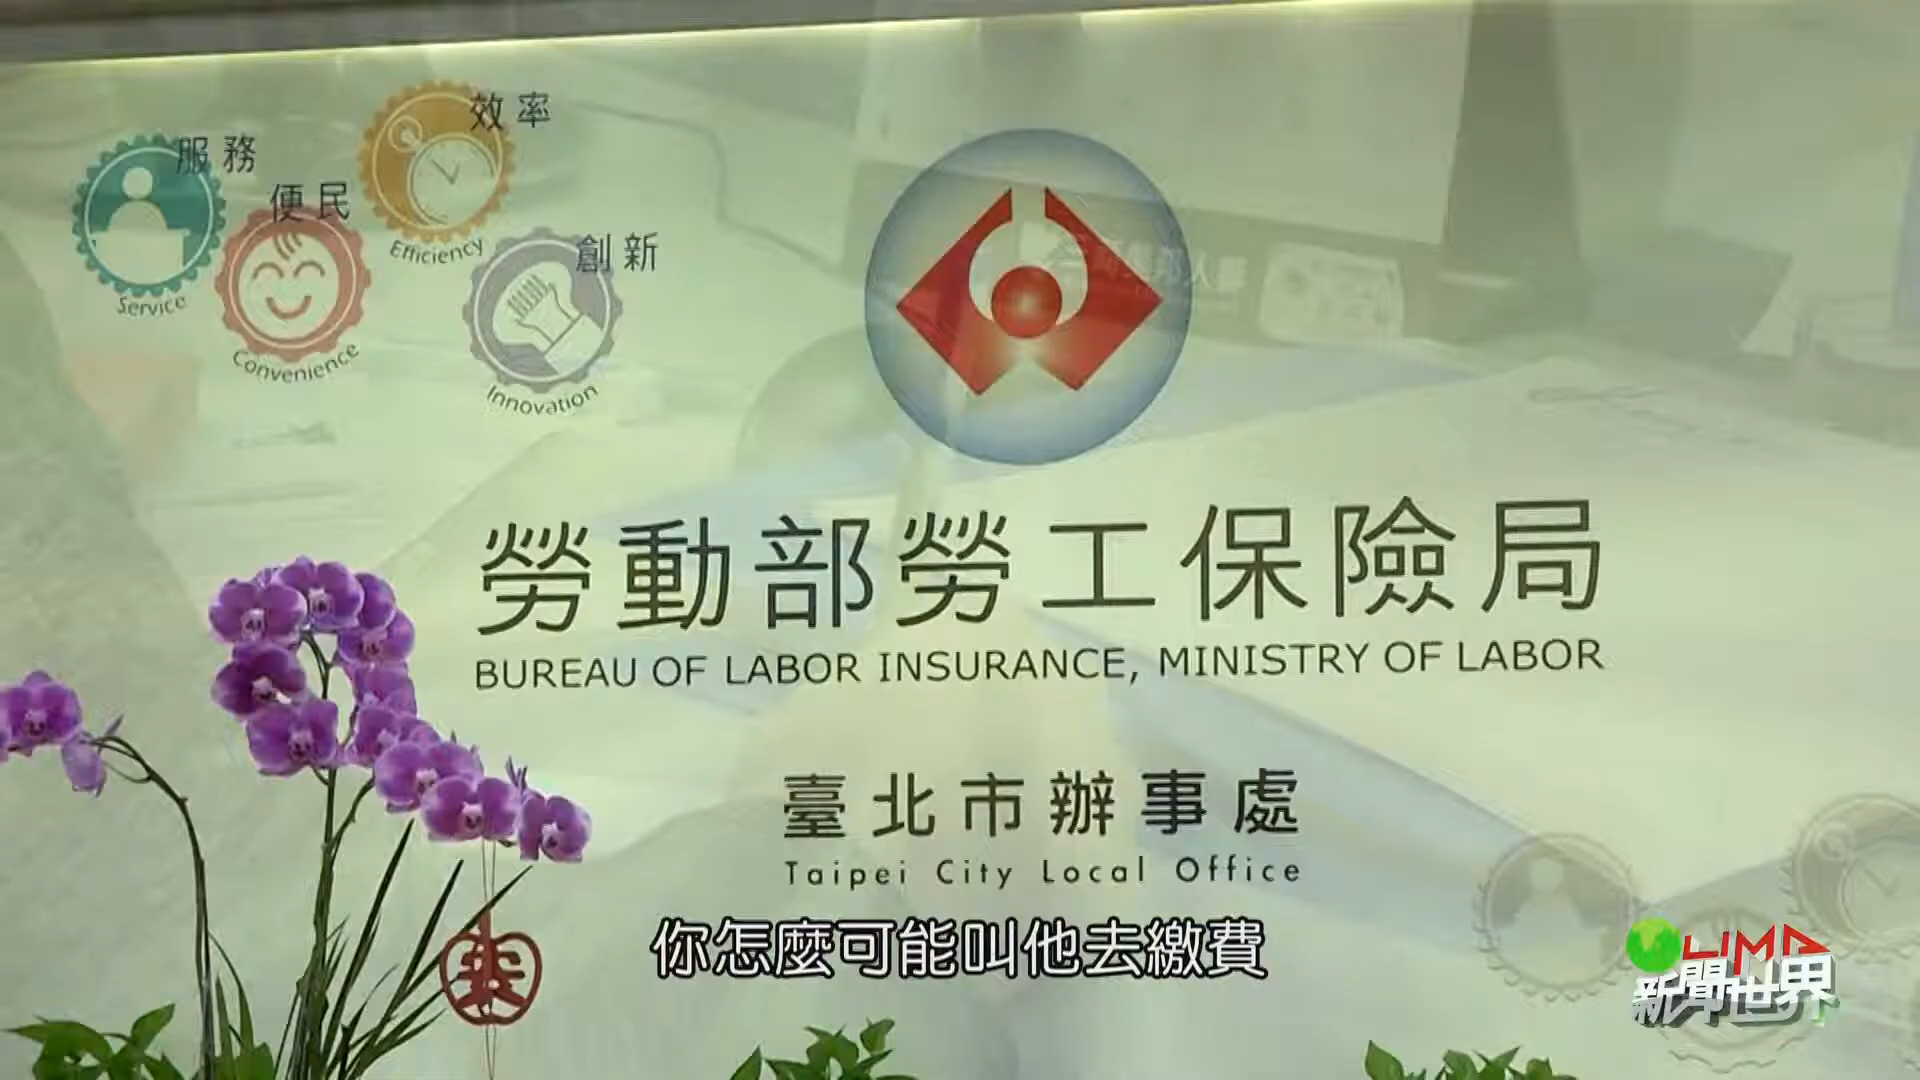 效率
服務
便民
Efficiency
創新
Service
Convenience
Innovation
勞動部勞工保險局
BUREAU OF LABOR INSURANCE, MINISTRY OF LABOR
臺北市辦事處
Taipei City Local Office
你怎麼可能叫他去繳費
LIMA
新聞世界